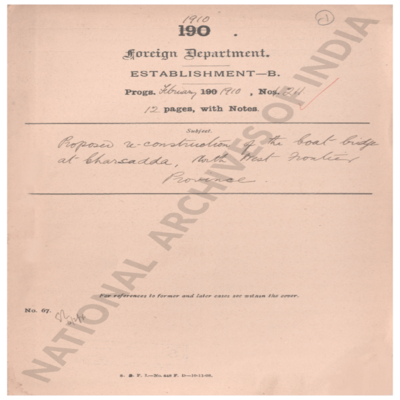 1910
190 .
Foreign Department.
ESTABLISHMENT—B.
Progs. February 190 1910, Nos.
12 pages, with Notes.
Subject.
Proposed re-construction of the boat bridge
at Charsadda, North West Frontier
Province.
For references to former and later cases see within the cover.
No. 67.
NATIONAL ARCHIVES OF INDIA